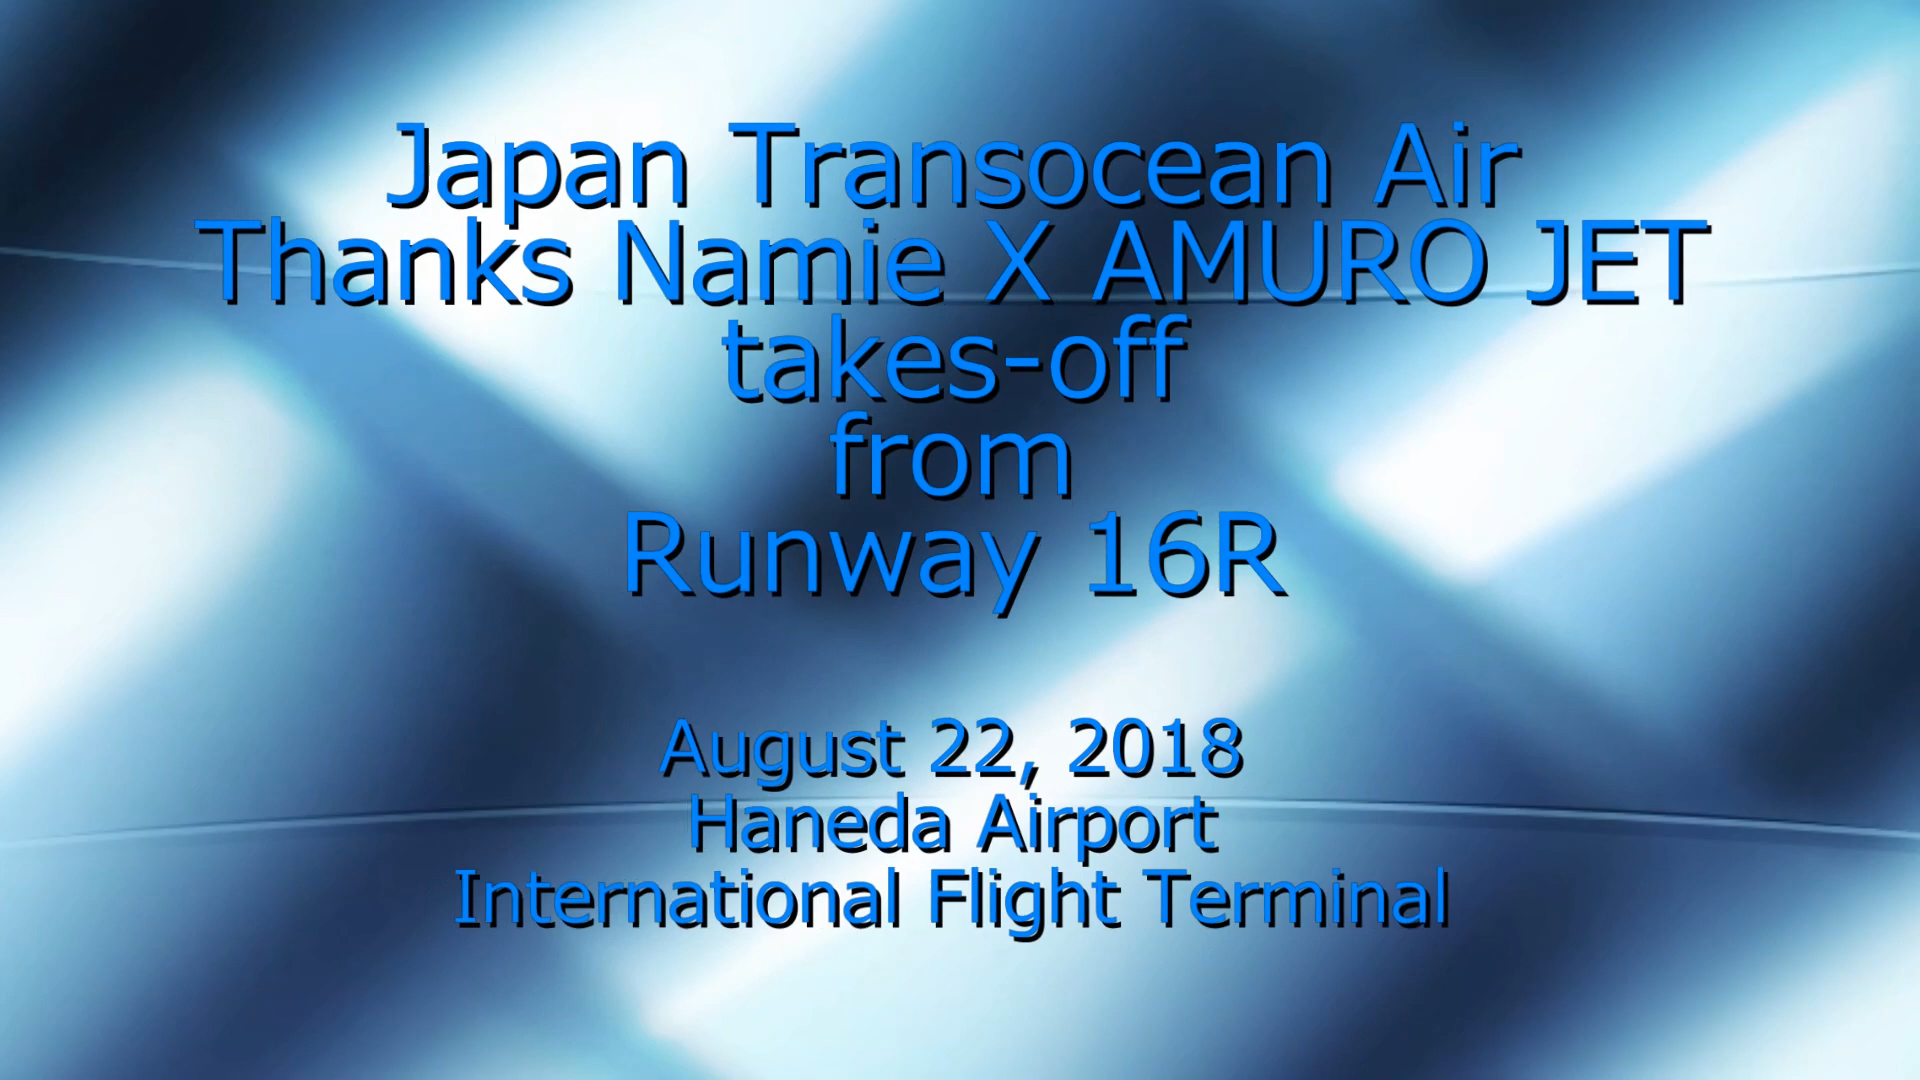 Japan Transocean Air
Thanks Namie X AMURO JET
takes-off
from
Runway 16R
August 22, 2018
Haneda Airport
International Flight Terminal